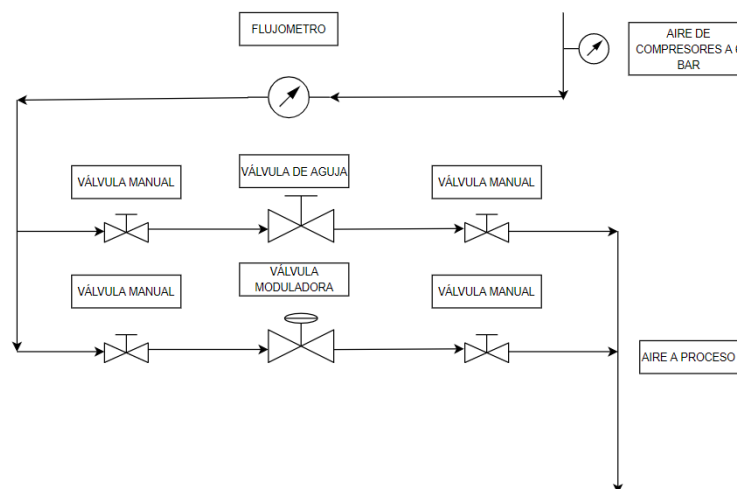 FLUJOMETRO
AIRE DE
COMPRESORES A 6
BAR
VÁLVULA MANUAL
VÁLVULA DE AGUJA
VÁLVULA MANUAL
VÁLVULA MANUAL
VÁLVULA
MODULADORA
VÁLVULA MANUAL
AIRE A PROCESO